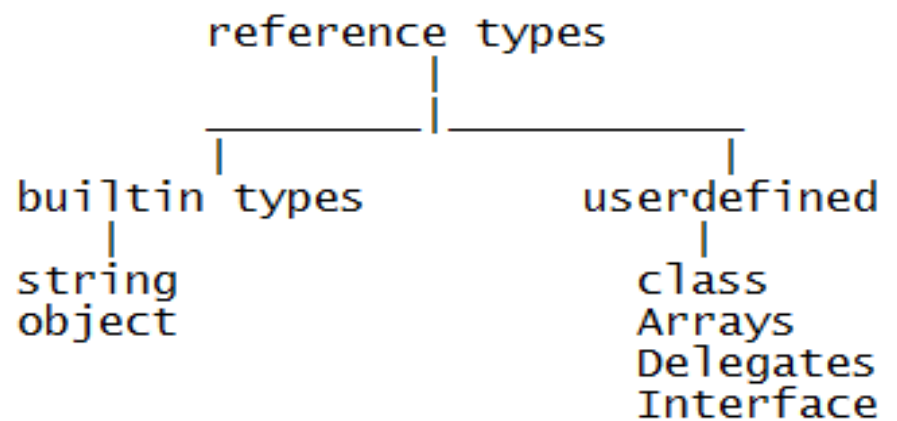 reference types
builtin types
userdefined
string
object
class
Arrays
Delegates
Interface